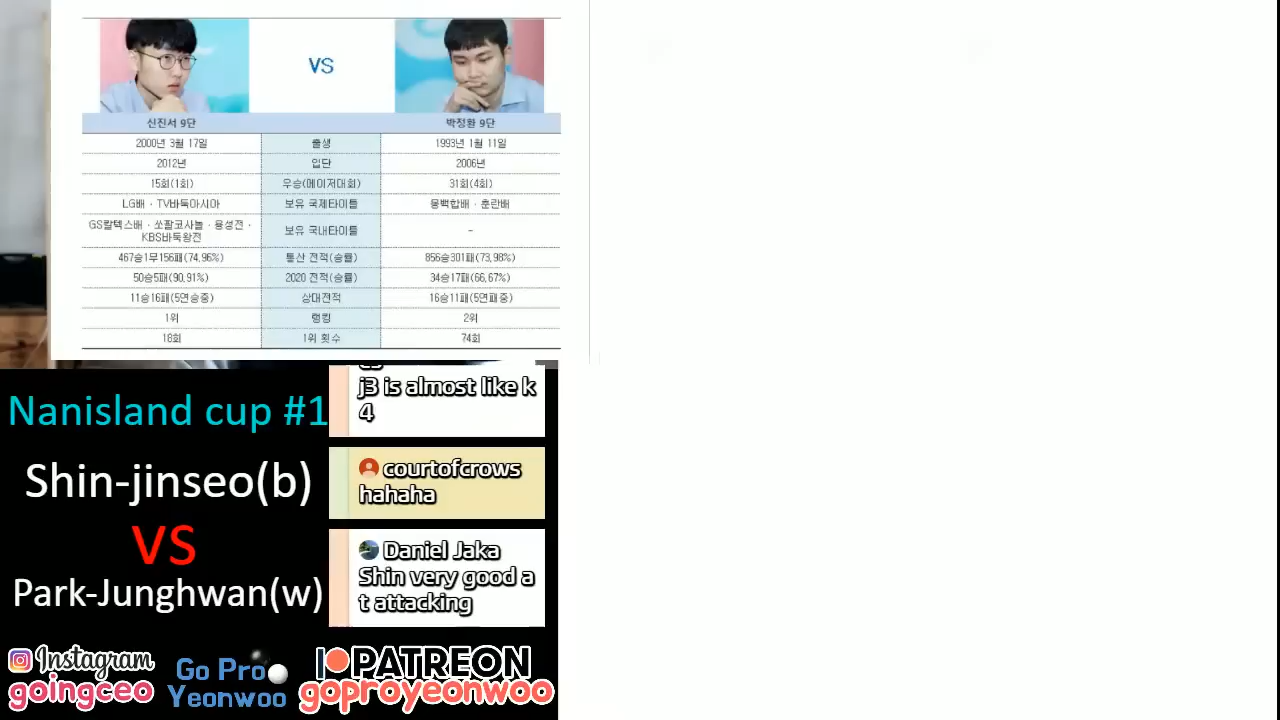 VS
신진서 9단 박정환 9단
2000년 3월 17일 출생 1993년 1월 11일
2012년 입단 2006년
15회(1회) 우승(메이저대회) 31회(4회)
LG배 · TV바둑아시아 보유 국제타이틀 몽백합배 · 춘란배
GS칼텍스배 · 쏘팔코사놀 · 용성전 ·
KBS바둑왕전 보유 국내타이틀 -
467승1무156패(74,96%) 통산 전적(승률) 856승301패(73,98%)
50승5패(90,91%) 2020 전적(승률) 34승17패(66,67%)
11승16패(5연승중) 상대전적 16승11패(5연패중)
1위 랭킹 2위
18회 1위 횟수 74회
Nanisland cup #1
Shin-jinseo(b)
VS
Park-Junghwan(w)
j3 is almost like k
4
courtofcrows
hahaha
Daniel Jaka
Shin very good a
t attacking
Instagram
goingceo
Go Pro
Yeonwoo
PATREON
goproyeonwoo